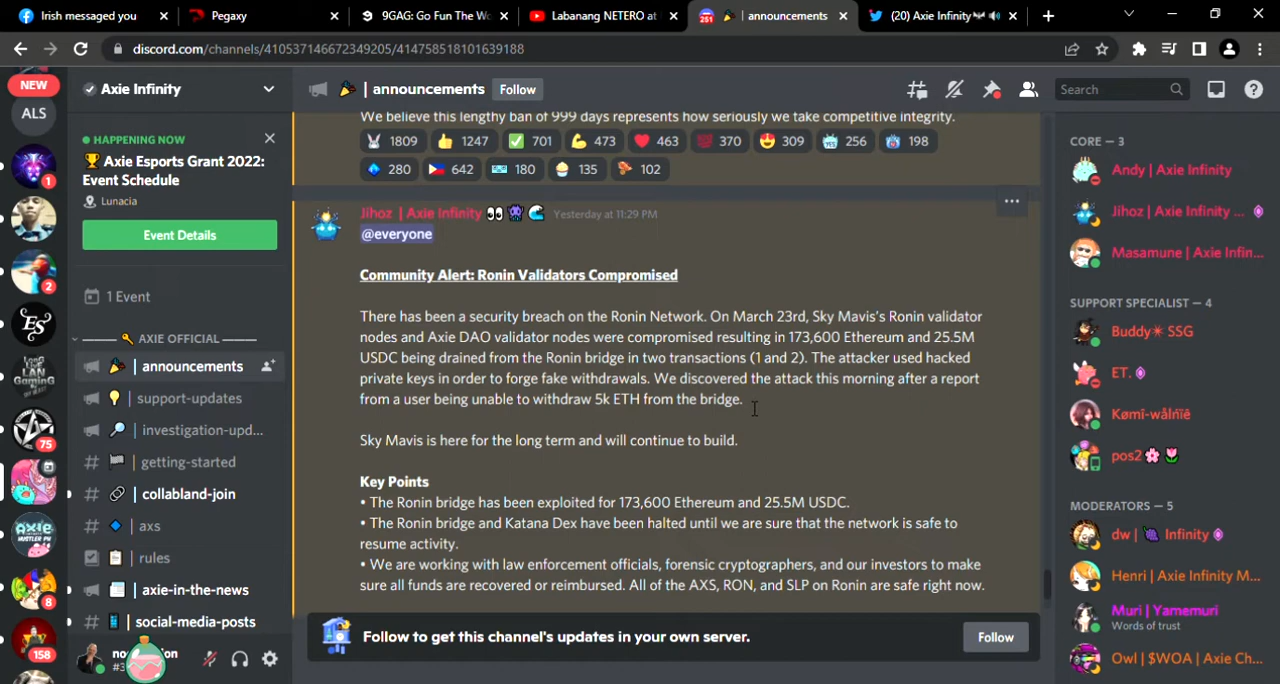 Irish messaged you
Pegaxy
9GAG: Go Fun The Wo
Labanang NETERO at
251
| announcements
(20) Axie Infinity
discord.com/channels/410537146672349205/414758518101639188
NEW
ALS
1
2
ES
LONG LIVE LAN GaminG
75
AXIE
8
158
Axie Infinity
HAPPENING NOW
Axie Esports Grant 2022:
Event Schedule
Lunacia
Event Details
1 Event
AXIE OFFICIAL
| announcements
| support-updates
| investigation-upd...
| getting-started
| collabland-join
| axs
| rules
| axie-in-the-news
| social-media-posts
| announcements
Follow
Search
We believe this lengthy ban of 999 days represents how seriously we take competitive integrity.
1809 1247 701 473 463 370 309 256 198
280 642 180 135 102
Jihoz | Axie Infinity Yesterday at 11:29 PM
@everyone
Community Alert: Ronin Validators Compromised
There has been a security breach on the Ronin Network. On March 23rd, Sky Mavis's Ronin validator
nodes and Axie DAO validator nodes were compromised resulting in 173,600 Ethereum and 25.5M
USDC being drained from the Ronin bridge in two transactions (1 and 2). The attacker used hacked
private keys in order to forge fake withdrawals. We discovered the attack this morning after a report
from a user being unable to withdraw 5k ETH from the bridge.
Sky Mavis is here for the long term and will continue to build.
Key Points
• The Ronin bridge has been exploited for 173,600 Ethereum and 25.5M USDC.
• The Ronin bridge and Katana Dex have been halted until we are sure that the network is safe to
resume activity.
• We are working with law enforcement officials, forensic cryptographers, and our investors to make
sure all funds are recovered or reimbursed. All of the AXS, RON, and SLP on Ronin are safe right now.
Follow to get this channel's updates in your own server.
Follow
CORE — 3
Andy | Axie Infinity
Jihoz | Axie Infinity ...
Masamune | Axie Infin...
SUPPORT SPECIALIST — 4
Buddy SSG
ET.
Kømï-wålńïë
pos2
MODERATORS — 5
dw | Infinity
Henri | Axie Infinity M...
Muri | Yamemuri
Words of trust
Owl | $WOA | Axie Ch...